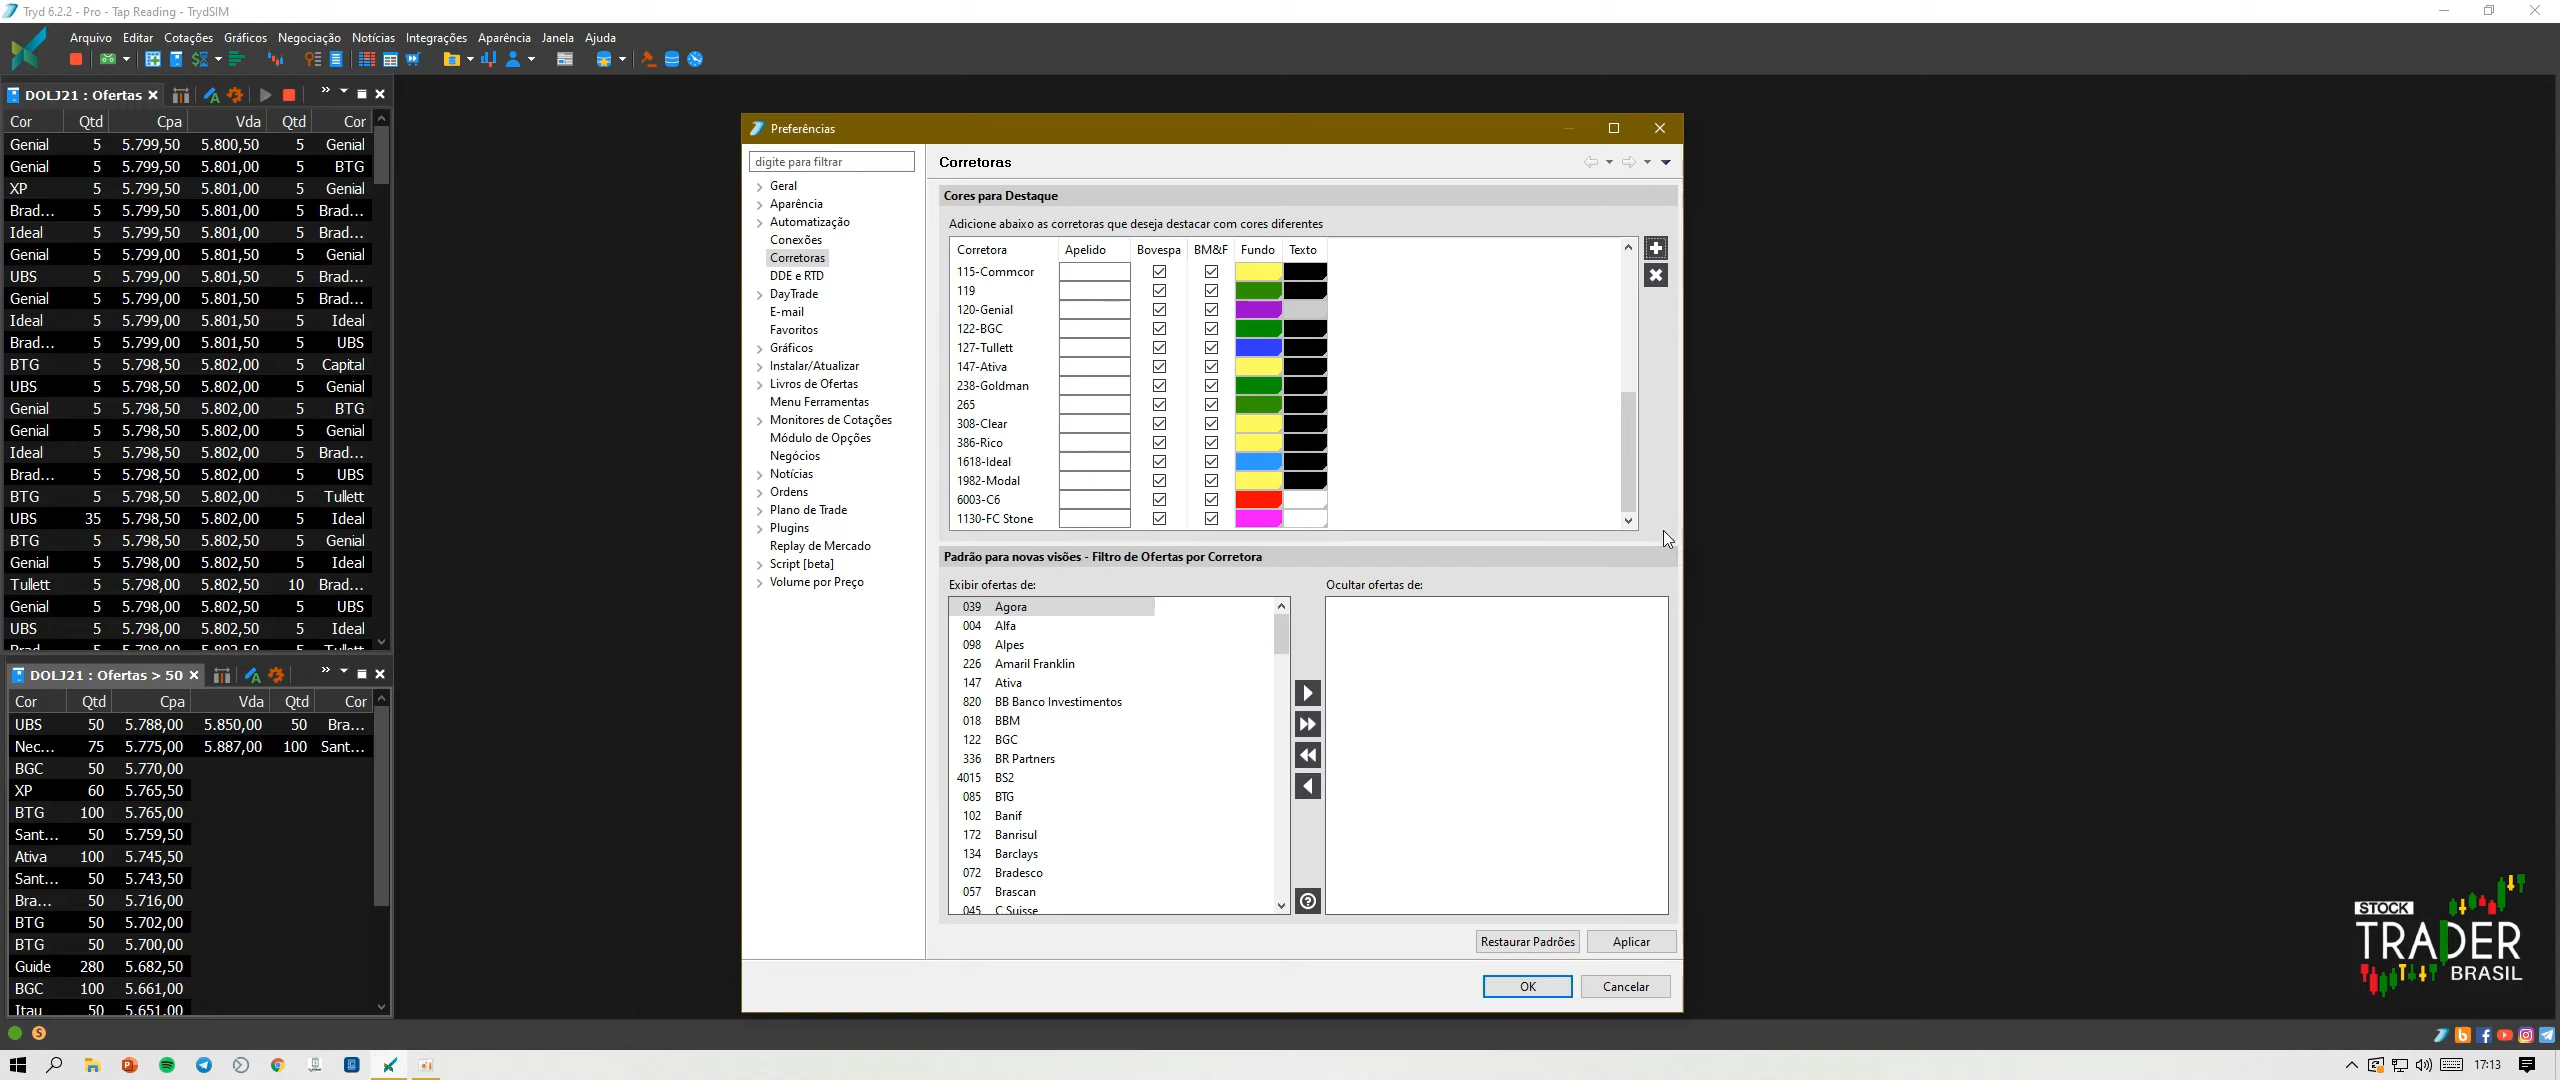 Tryd 6.2.2 - Pro - Tap Reading - TrydSIM
Arquivo Editar Cotações Gráficos Negociação Notícias Integrações Aparência Janela Ajuda
DOLJ21 : Ofertas
Cor Qtd Cpa Vda Qtd Cor
Genial 5 5.799,50 5.800,50 5 Genial
Genial 5 5.799,50 5.801,00 5 BTG
XP 5 5.799,50 5.801,00 5 Genial
Brad... 5 5.799,50 5.801,00 5 Brad...
Ideal 5 5.799,00 5.801,00 5 Brad...
Genial 5 5.799,00 5.801,00 5 Genial
UBS 5 5.799,00 5.801,50 5 Brad...
Genial 5 5.799,00 5.801,50 5 Brad...
Ideal 5 5.799,00 5.801,50 5 Ideal
Brad... 5 5.799,00 5.801,50 5 UBS
BTG 5 5.798,50 5.802,00 5 Capital
UBS 5 5.798,50 5.802,00 5 Genial
Genial 5 5.798,50 5.802,00 5 BTG
Genial 5 5.798,50 5.802,00 5 Genial
Ideal 5 5.798,50 5.802,00 5 Brad...
Brad... 5 5.798,50 5.802,00 5 UBS
BTG 5 5.798,50 5.802,00 5 Tullett
UBS 35 5.798,50 5.802,00 5 Ideal
BTG 5 5.798,00 5.802,50 5 Genial
Genial 5 5.798,00 5.802,50 5 Ideal
Tullett 5 5.798,00 5.802,50 10 Brad...
Genial 5 5.798,00 5.802,50 5 UBS
UBS 5 5.798,00 5.802,50 5 Ideal
Brad... 5 5.798,00 5.802,50 5 Tullett
DOLJ21 : Ofertas > 50
Cor Qtd Cpa Vda Qtd Cor
UBS 50 5.788,00 5.850,00 50 Bra...
Nec... 75 5.775,00 5.887,00 100 Sant...
BGC 50 5.770,00
XP 60 5.765,50
BTG 100 5.765,00
Sant... 50 5.759,50
Ativa 100 5.745,50
Sant... 50 5.743,50
Bra... 50 5.716,00
BTG 50 5.702,00
BTG 50 5.700,00
Guide 280 5.682,50
BGC 100 5.661,00
Itau 50 5.651,00
Preferências
digite para filtrar
Geral
Aparência
Automatização
Conexões
Corretoras
DDE e RTD
DayTrade
E-mail
Favoritos
Gráficos
Instalar/Atualizar
Livros de Ofertas
Menu Ferramentas
Monitores de Cotações
Módulo de Opções
Negócios
Notícias
Ordens
Plano de Trade
Plugins
Replay de Mercado
Script [beta]
Volume por Preço
Corretoras
Cores para Destaque
Adicione abaixo as corretoras que deseja destacar com cores diferentes
Corretora Apelido Bovespa BM&F Fundo Texto
115-Commcor
119
120-Genial
122-BGC
127-Tullett
147-Ativa
238-Goldman
265
308-Clear
386-Rico
1618-Ideal
1982-Modal
6003-C6
1130-FC Stone
Padrão para novas visões - Filtro de Ofertas por Corretora
Exibir ofertas de:
Ocultar ofertas de:
039 Agora
004 Alfa
098 Alpes
226 Amaril Franklin
147 Ativa
820 BB Banco Investimentos
018 BBM
122 BGC
336 BR Partners
4015 BS2
085 BTG
102 Banif
172 Banrisul
134 Barclays
072 Bradesco
057 Brascan
045 C Suisse
Restaurar Padrões Aplicar
OK Cancelar
STOCK
TRADER
BRASIL
17:13